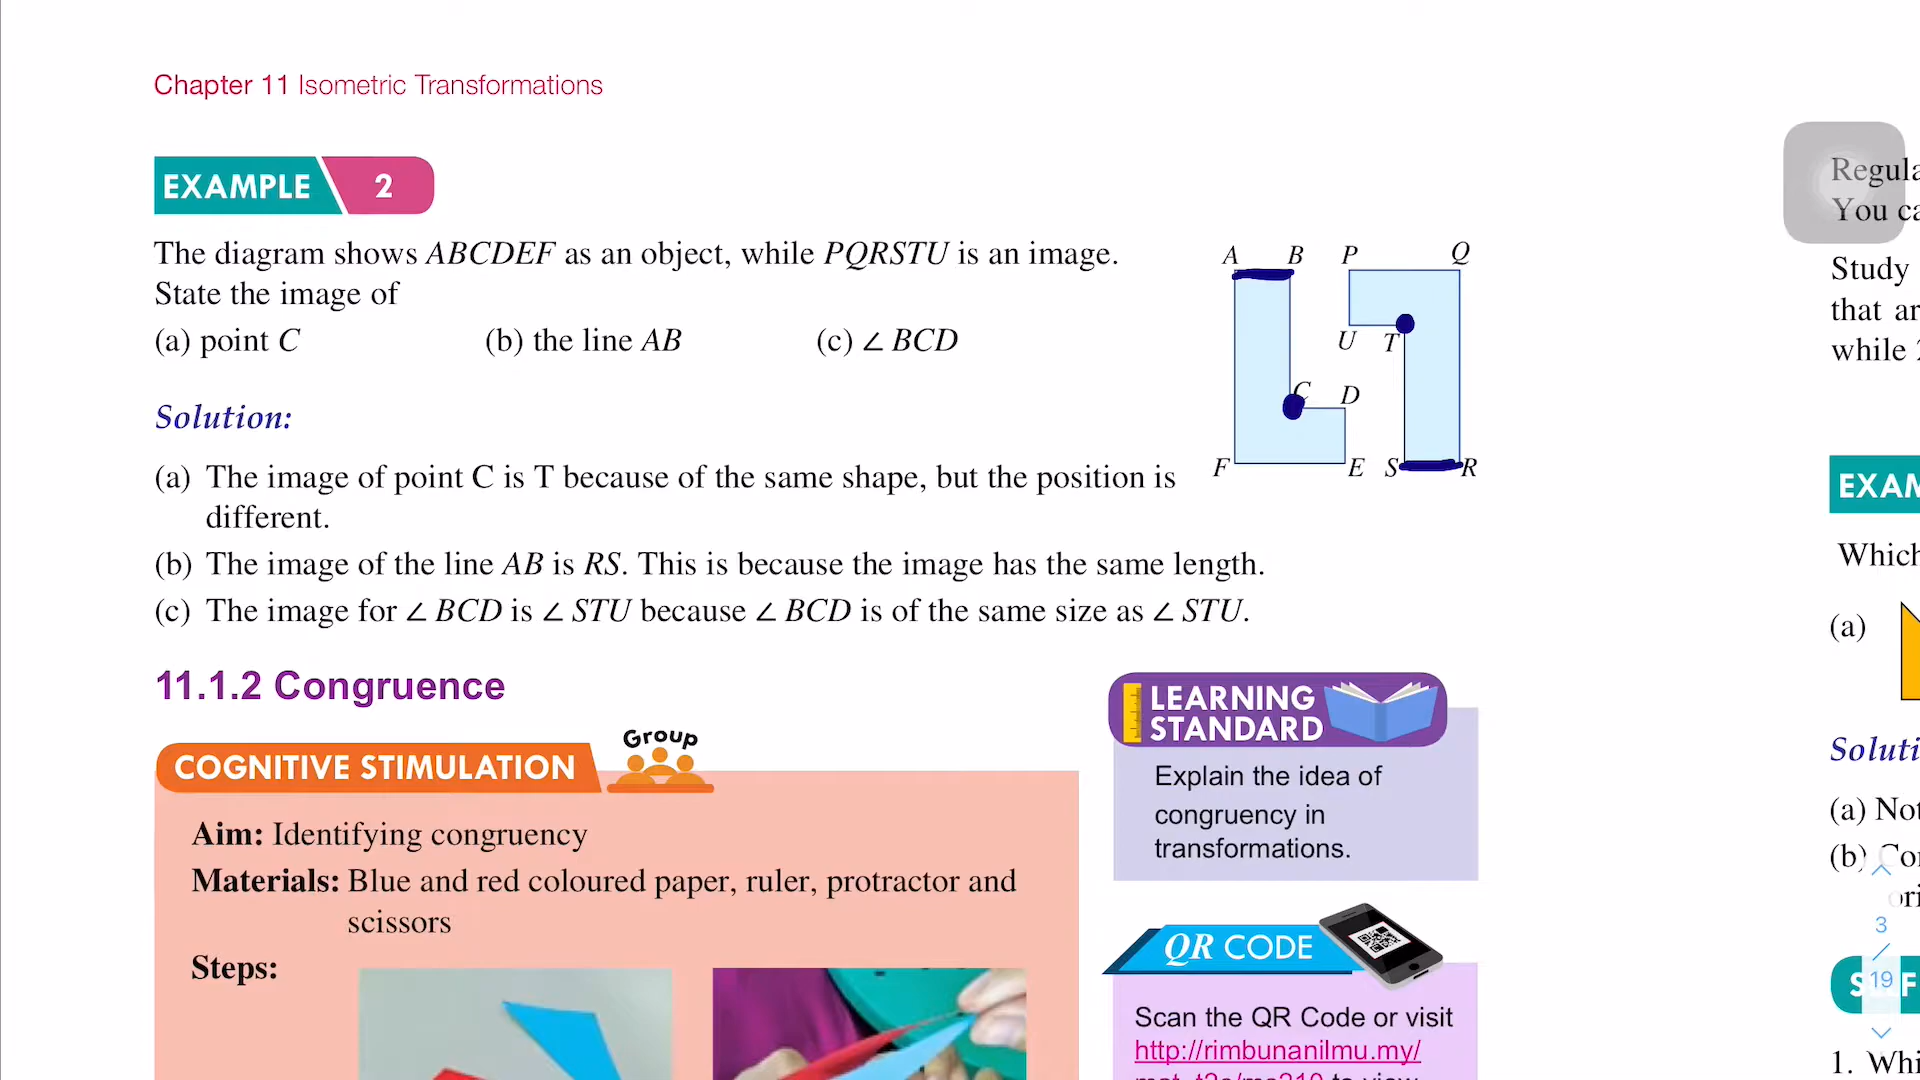 Chapter 11 Isometric Transformations
EXAMPLE 2
The diagram shows ABCDEF as an object, while PQRSTU is an image.
State the image of
(a) point C (b) the line AB (c) ∠ BCD
A B P Q
U T
C D
F E S R
Solution:
(a) The image of point C is T because of the same shape, but the position is
different.
(b) The image of the line AB is RS. This is because the image has the same length.
(c) The image for ∠ BCD is ∠ STU because ∠ BCD is of the same size as ∠ STU.
11.1.2 Congruence
COGNITIVE STIMULATION
Group
Aim: Identifying congruency
Materials: Blue and red coloured paper, ruler, protractor and
scissors
Steps:
LEARNING
STANDARD
Explain the idea of
congruency in
transformations.
QR CODE
Scan the QR Code or visit
http://rimbunanilmu.my/
You
Study
that
while
Which
(a)
(a)
(b)
3
19
1.